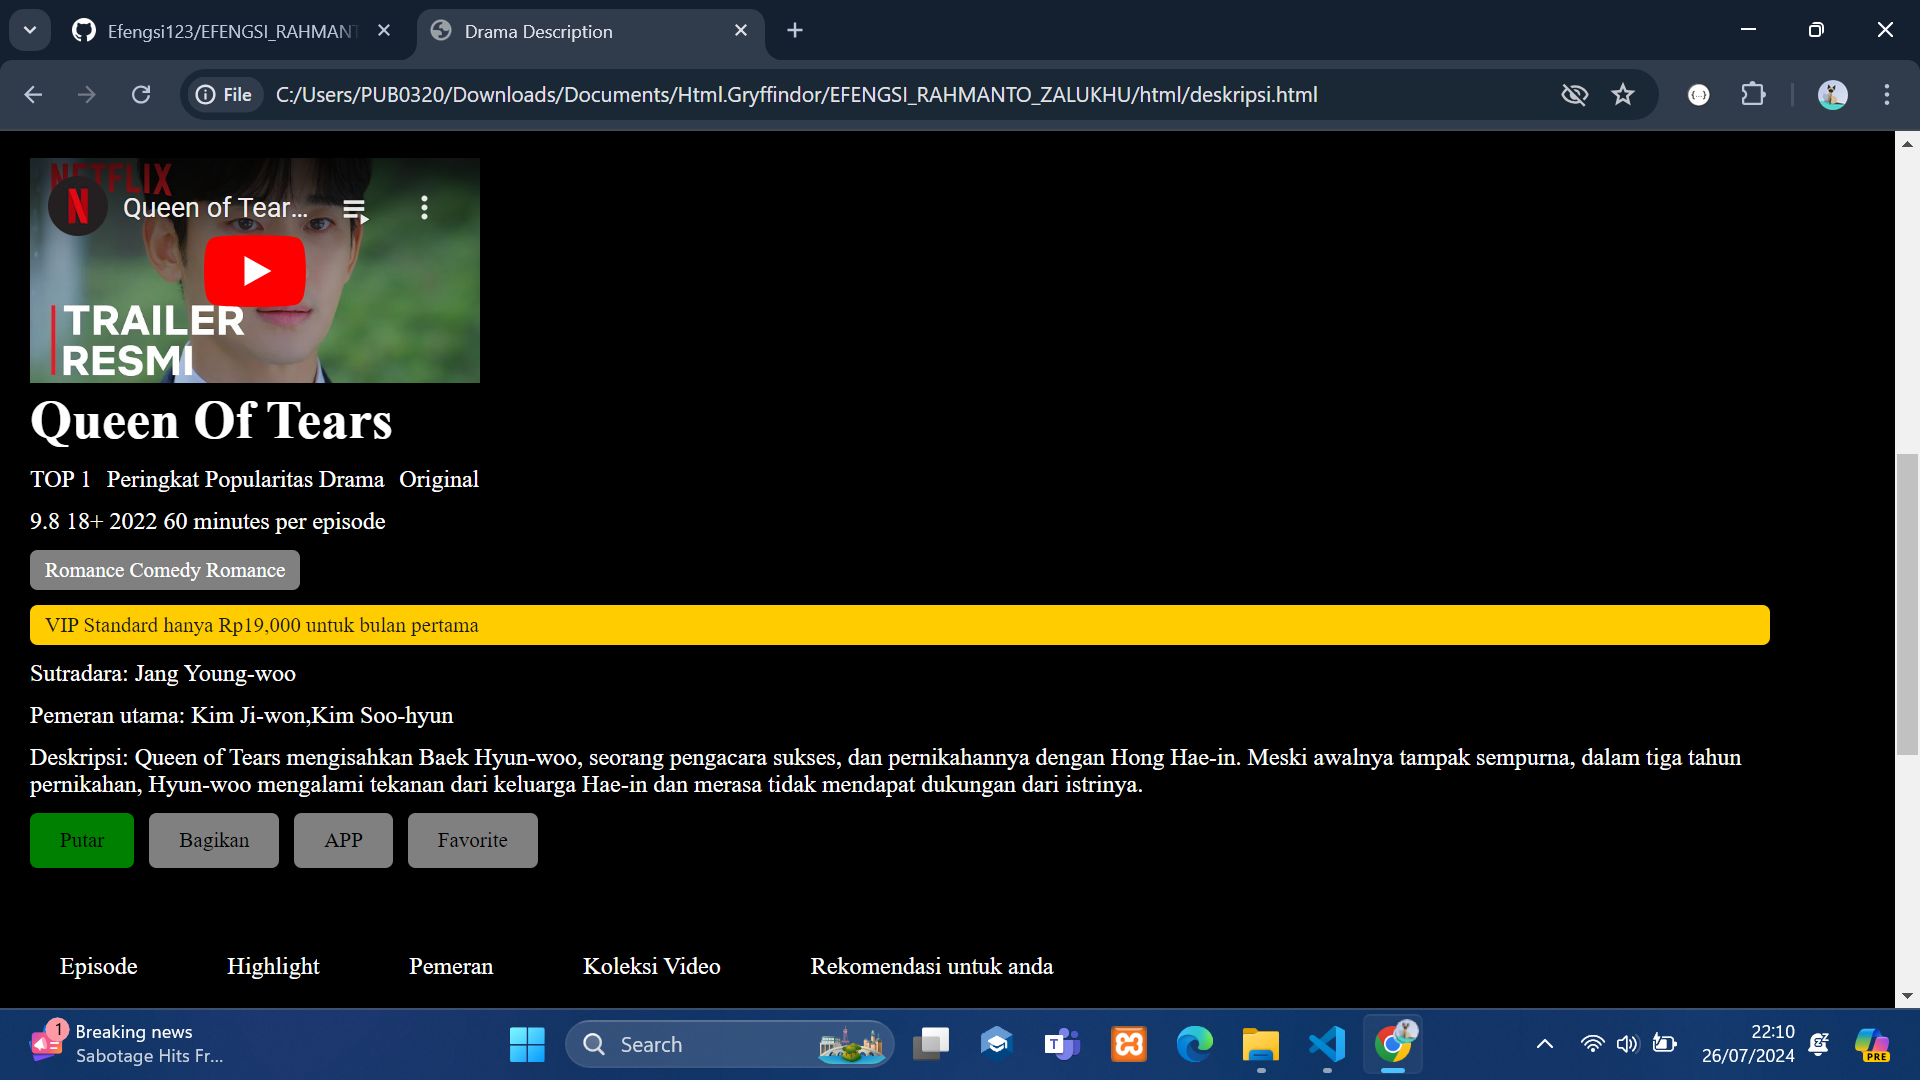 Efengsi123/EFENGSI_RAHMANT
Drama Description
File
C:/Users/PUB0320/Downloads/Documents/Html.Gryffindor/EFENGSI_RAHMANTO_ZALUKHU/html/deskripsi.html
NETFLIX
N
Queen of Tear...
TRAILER
RESMI
Queen Of Tears
TOP 1 Peringkat Popularitas Drama Original
9.8 18+ 2022 60 minutes per episode
Romance Comedy Romance
VIP Standard hanya Rp19,000 untuk bulan pertama
Sutradara: Jang Young-woo
Pemeran utama: Kim Ji-won,Kim Soo-hyun
Deskripsi: Queen of Tears mengisahkan Baek Hyun-woo, seorang pengacara sukses, dan pernikahannya dengan Hong Hae-in. Meski awalnya tampak sempurna, dalam tiga tahun
pernikahan, Hyun-woo mengalami tekanan dari keluarga Hae-in dan merasa tidak mendapat dukungan dari istrinya.
Putar Bagikan APP Favorite
Episode Highlight Pemeran Koleksi Video Rekomendasi untuk anda
1
Breaking news
Sabotage Hits Fr...
Search
T
22:10
26/07/2024
PRE